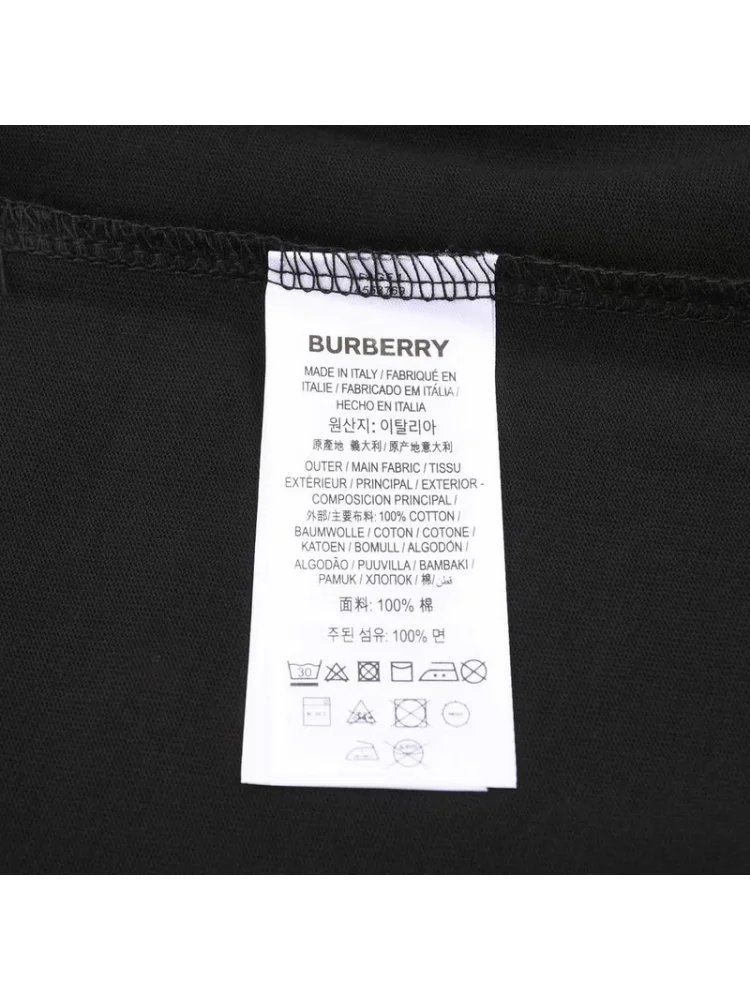 BURBERRY
MADE IN ITALY / FABRIQUÉ EN
ITALIE / FABRICADO EM ITÁLIA /
HECHO EN ITALIA
원산지: 이탈리아
原產地 義大利 / 原产地意大利
OUTER / MAIN FABRIC / TISSU
EXTÉRIEUR / PRINCIPAL / EXTERIOR -
COMPOSICION PRINCIPAL /
外部/主要布料: 100% COTTON /
BAUMWOLLE / COTON / COTONE /
KATOEN / BOMULL / ALGODÓN /
ALGODÃO / PUUVILLA / BAMBAKI /
PAMUK / ХЛОПОК / 棉/ قطن
面料: 100% 棉
주된 섬유: 100% 면
30